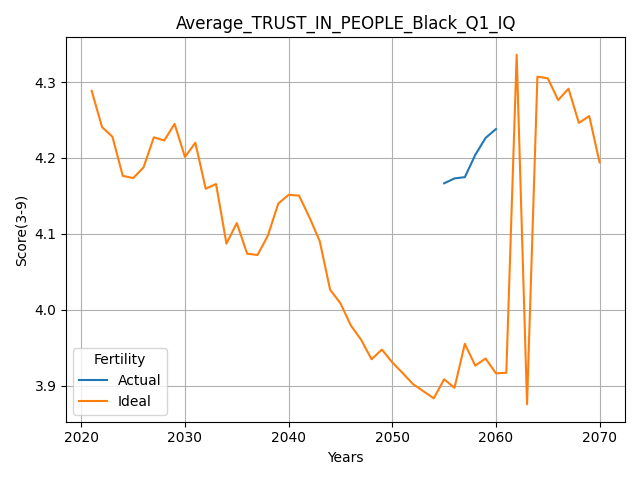 Average_TRUST_IN_PEOPLE_Black_Q1_IQ
Score(3-9)
4.3
4.2
4.1
4.0
3.9
Fertility
Actual
Ideal
2020 2030 2040 2050 2060 2070
Years